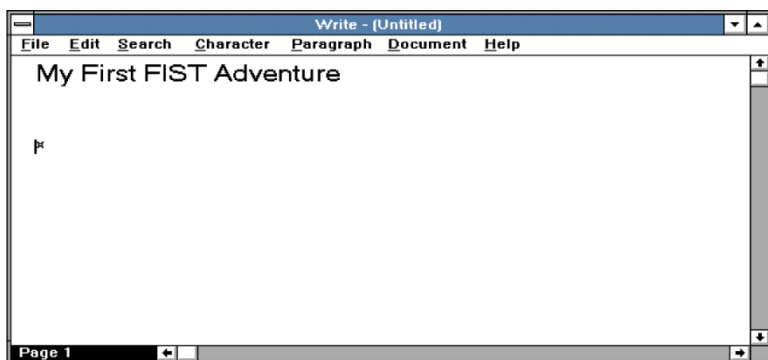 Write - (Untitled)
File Edit Search Character Paragraph Document Help
My First FIST Adventure
Page 1